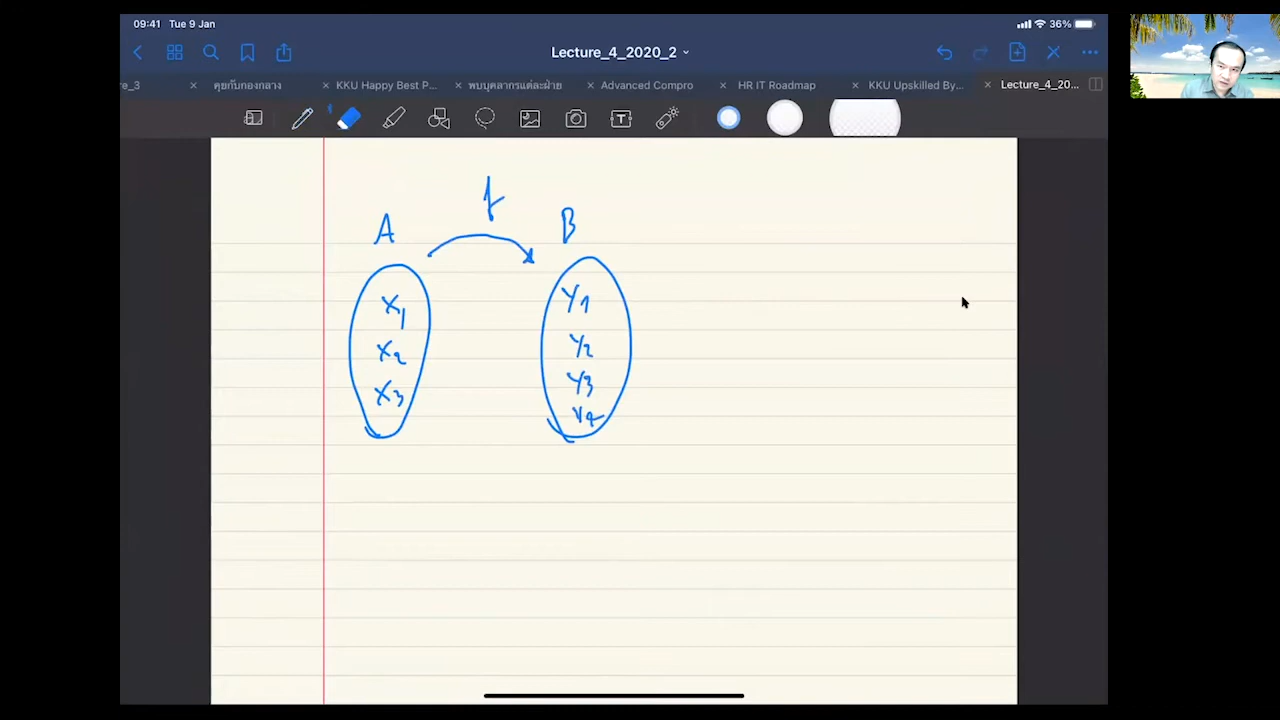 09:41 Tue 9 Jan
36%
Lecture_4_2020_2
re_3
คุยกับกองกลาง
KKU Happy Best P...
พบบุคลากรแต่ละฝ่าย
Advanced Compro
HR IT Roadmap
KKU Upskilled By...
Lecture_4_20...
T
f
A B
x1 y1
x2 y2
x3 y3
y4